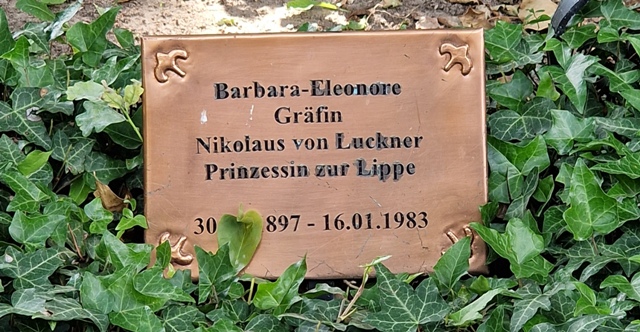 Barbara-Eleonore
Gräfin
Nikolaus von Luckner
Prinzessin zur Lippe
30 897 - 16.01.1983